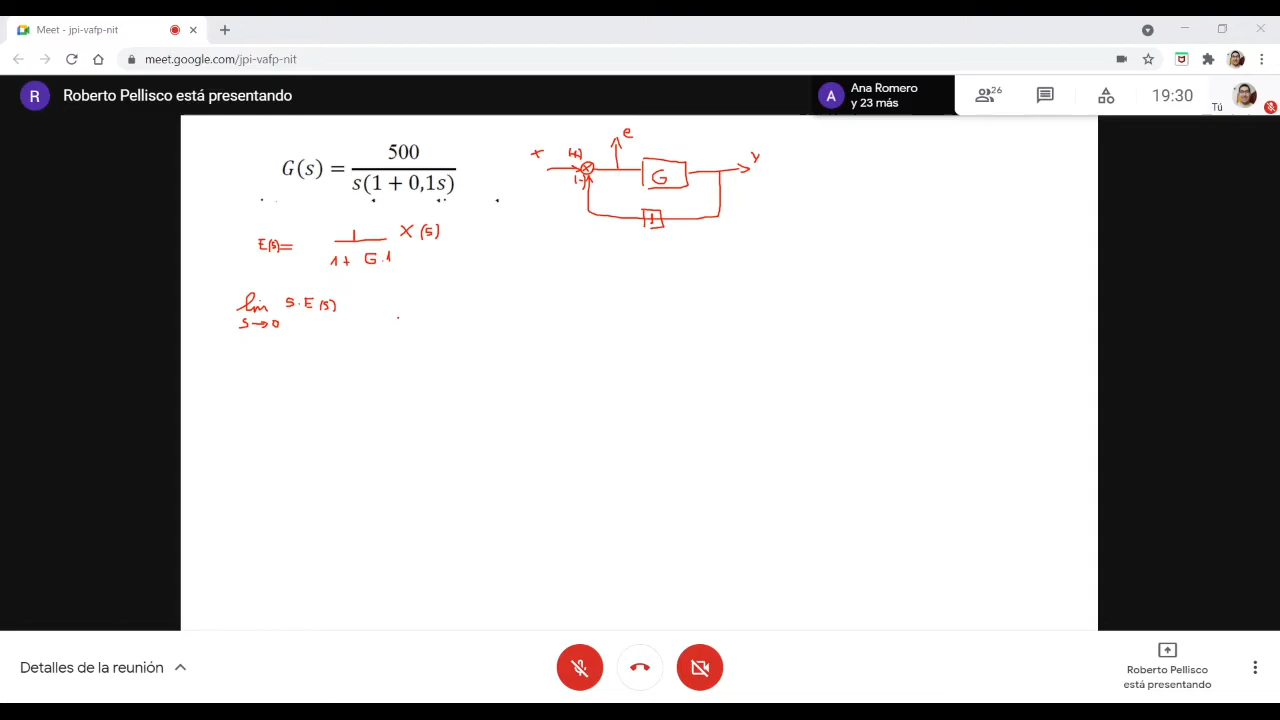 Meet - jpi-vafp-nit
meet.google.com/jpi-vafp-nit
R Roberto Pellisco está presentando
A Ana Romero
y 23 más
26
19:30
Tú
G(s) = 500 / s(1 + 0,1s)
x (+) e G y
(-) 1
E(s) = 1 / 1 + G.1 X(s)
lim s→0 s.E(s)
Detalles de la reunión
Roberto Pellisco
está presentando